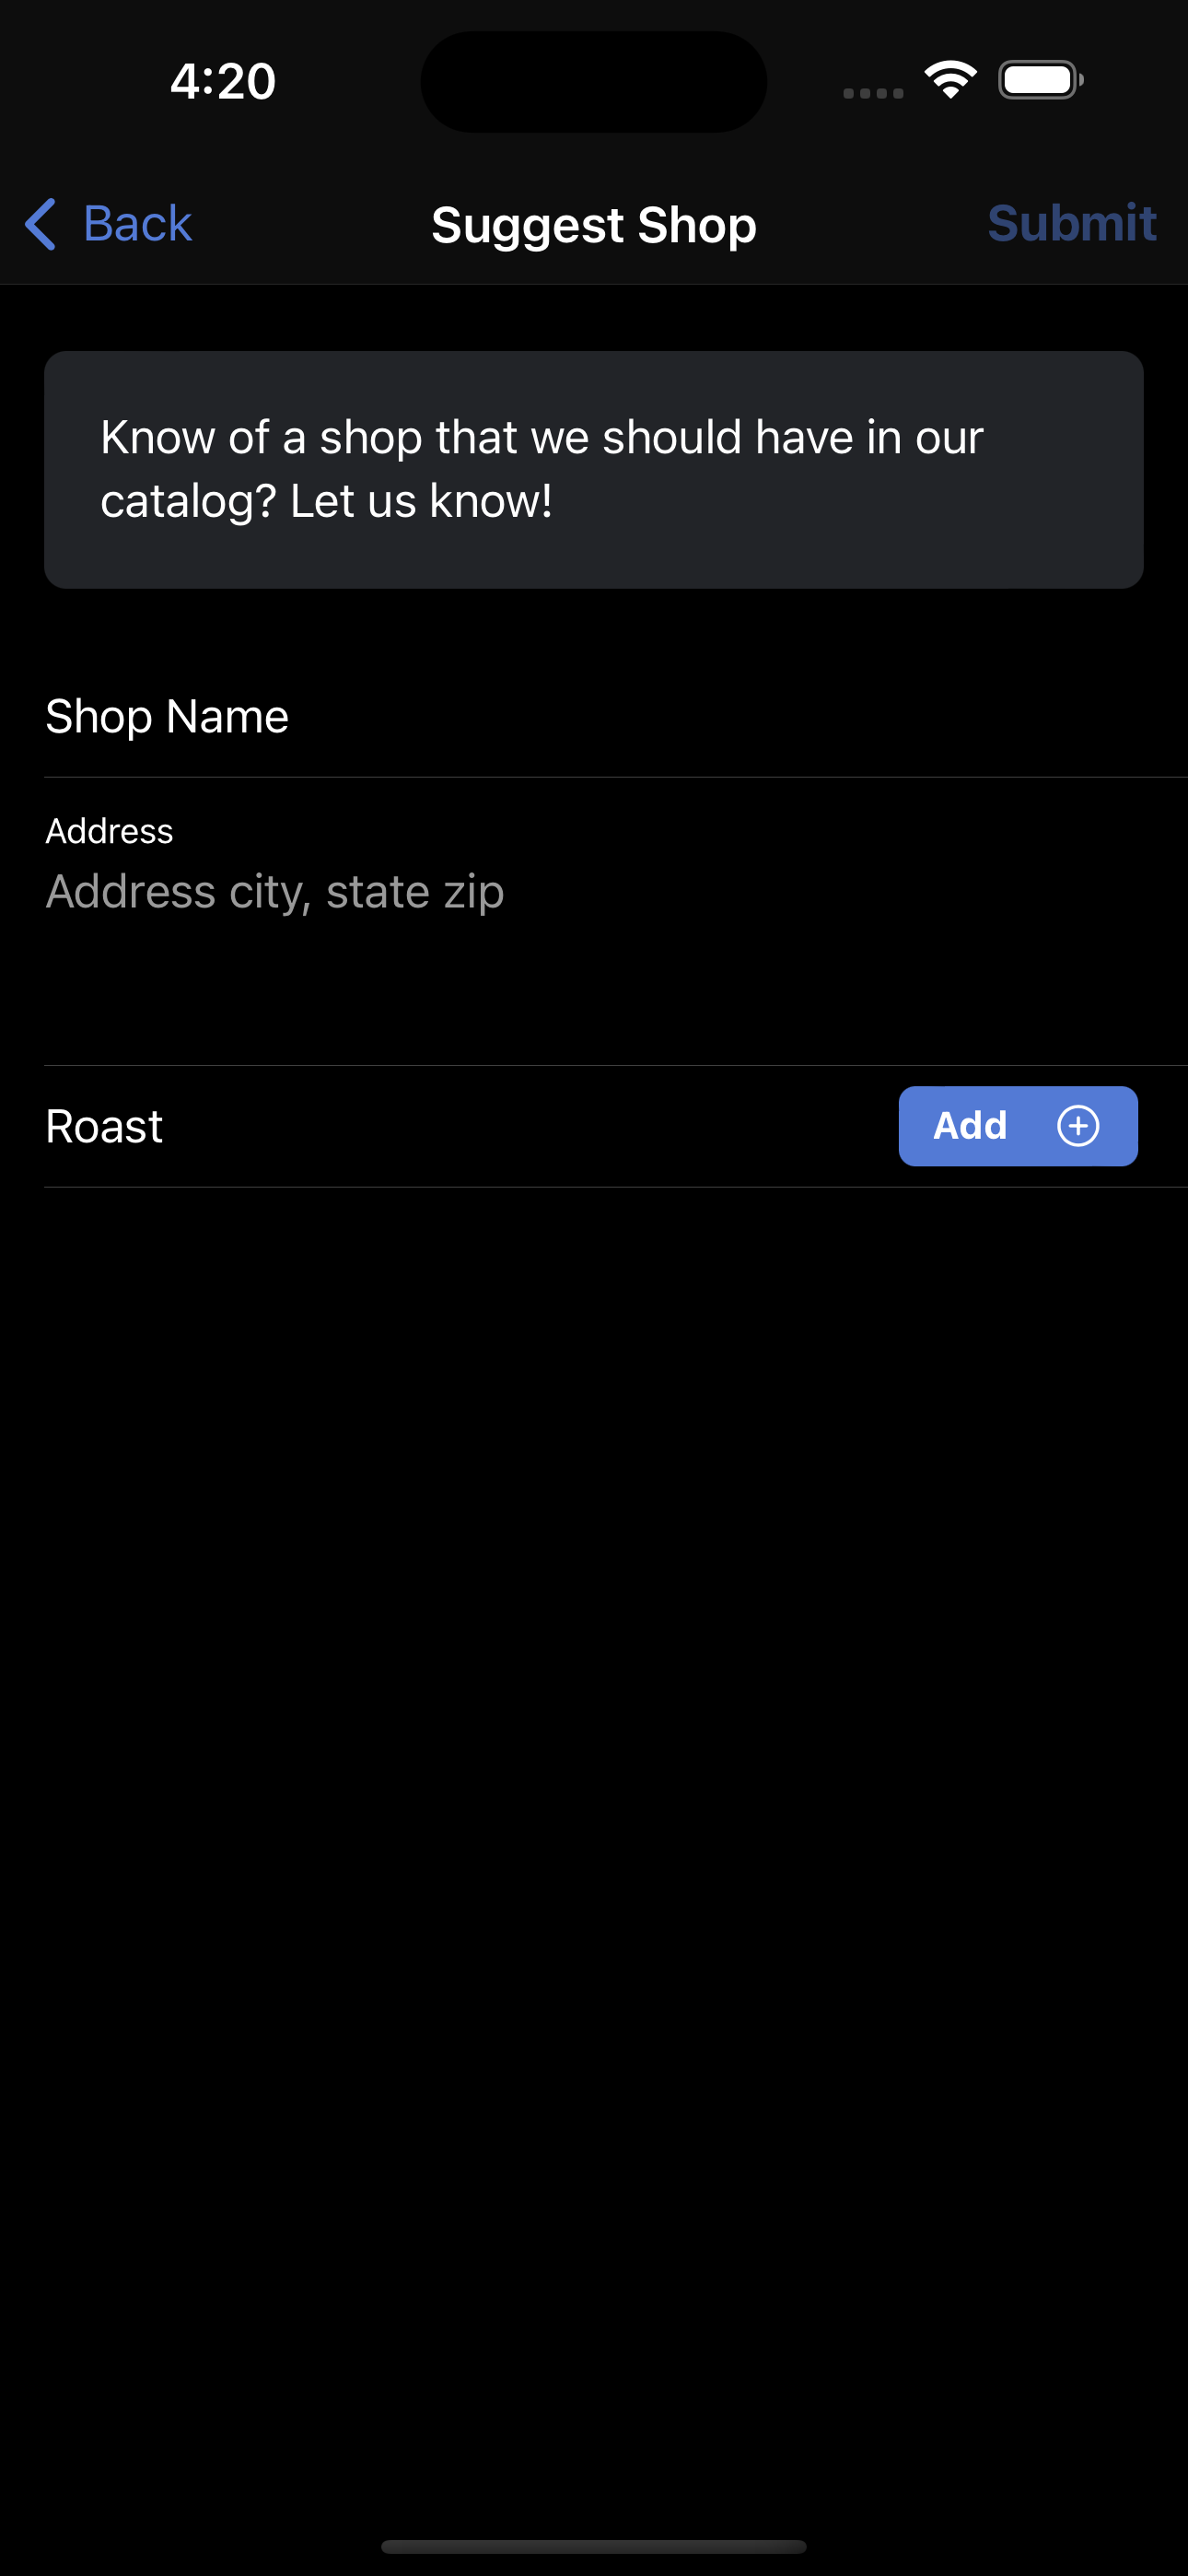 4:20
Back
Suggest Shop
Submit
Know of a shop that we should have in our
catalog? Let us know!
Shop Name
Address
Address city, state zip
Roast
Add